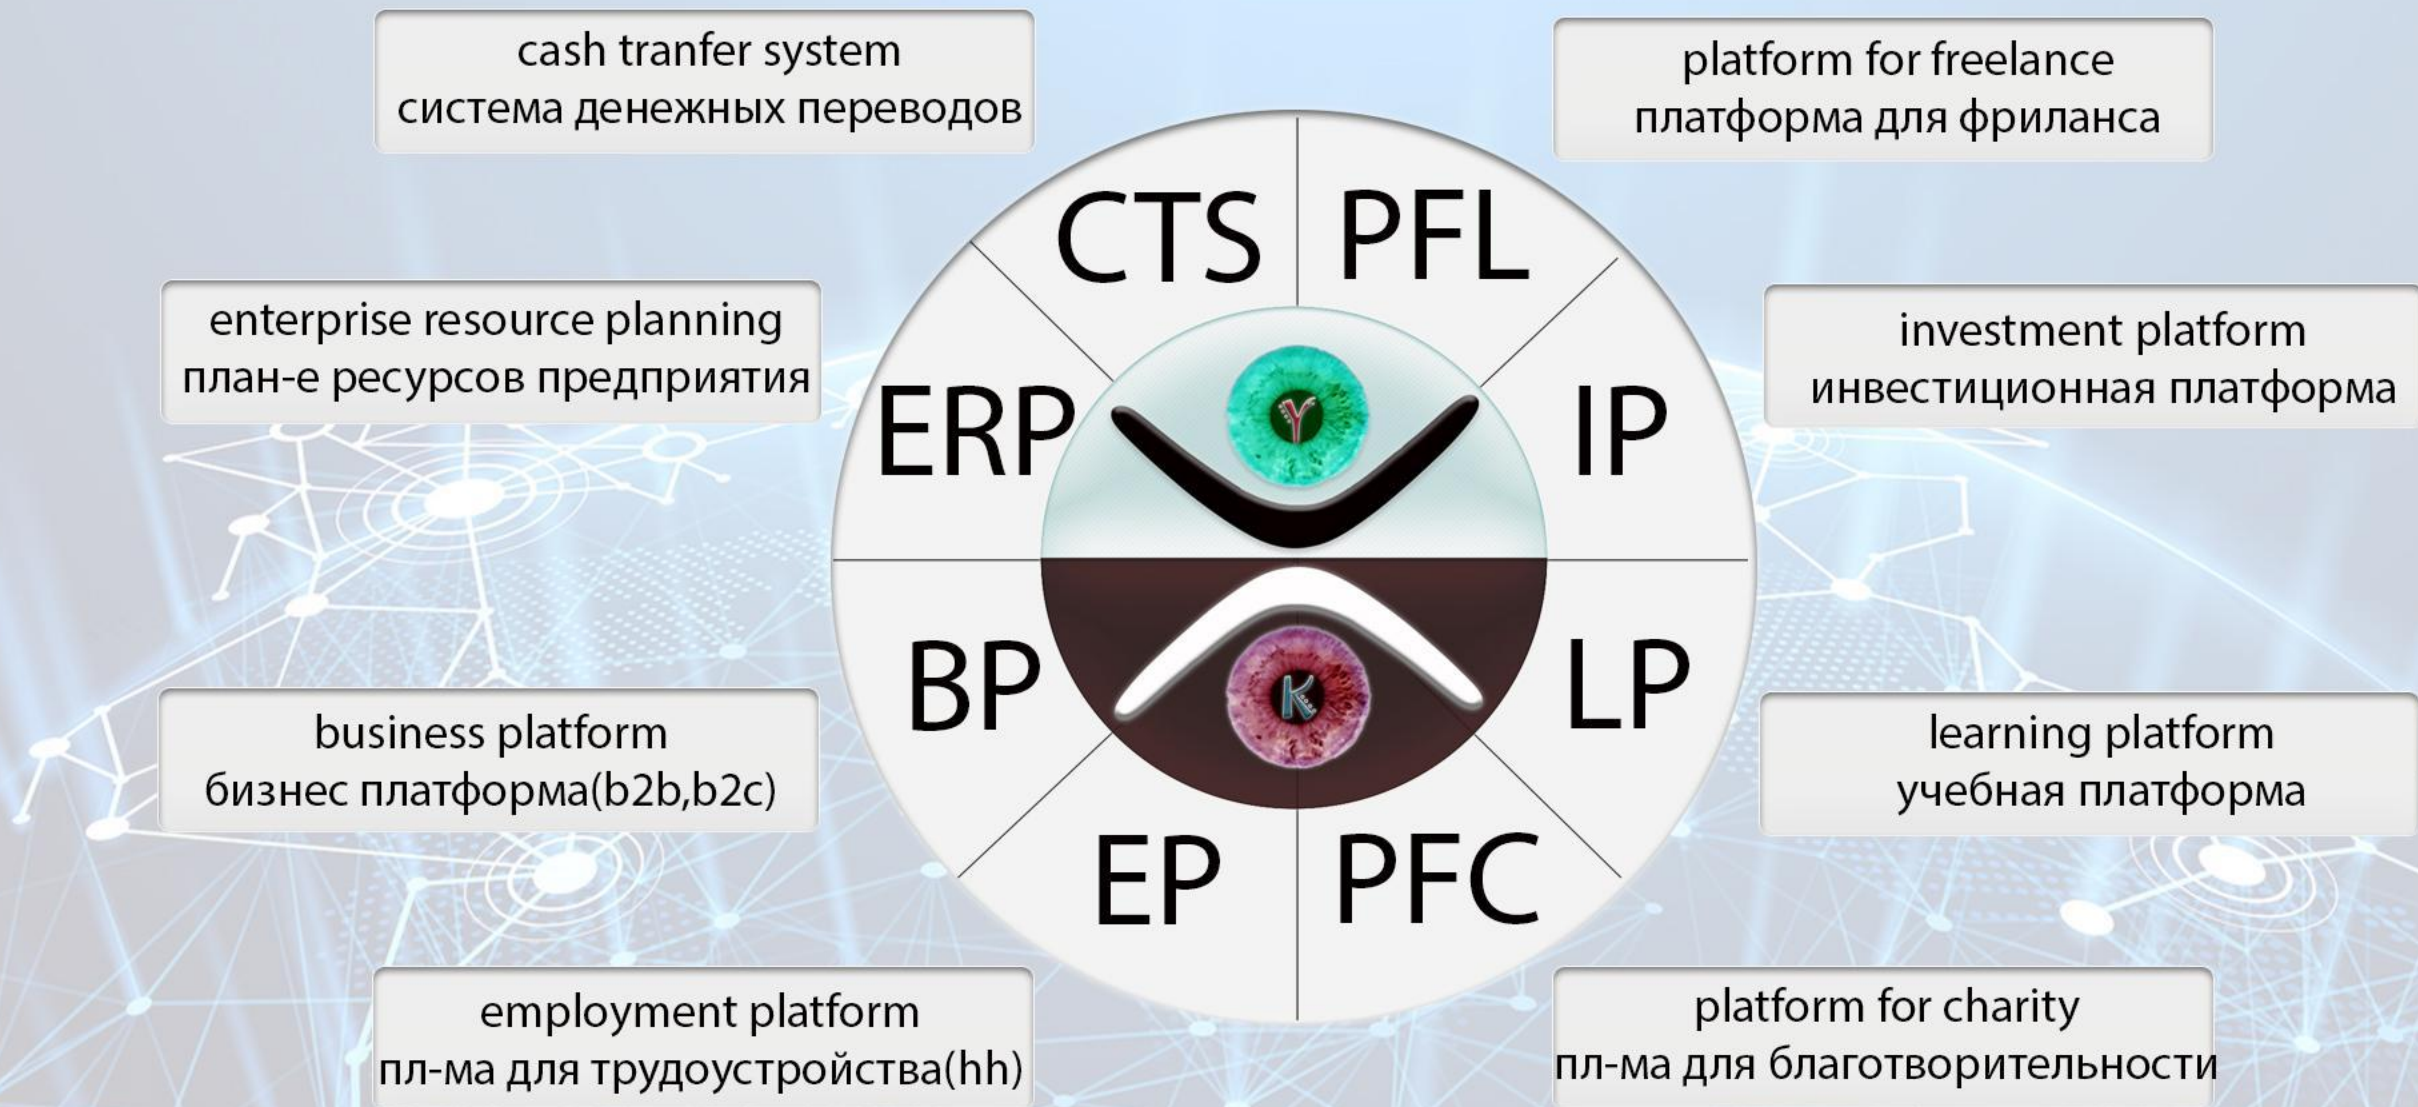 cash tranfer system
система денежных переводов
platform for freelance
платформа для фриланса
CTS
PFL
enterprise resource planning
план-е ресурсов предприятия
investment platform
инвестиционная платформа
ERP
IP
Y
BP
LP
K
business platform
бизнес платформа(b2b,b2c)
learning platform
учебная платформа
EP
PFC
employment platform
пл-ма для трудоустройства(hh)
platform for charity
пл-ма для благотворительности